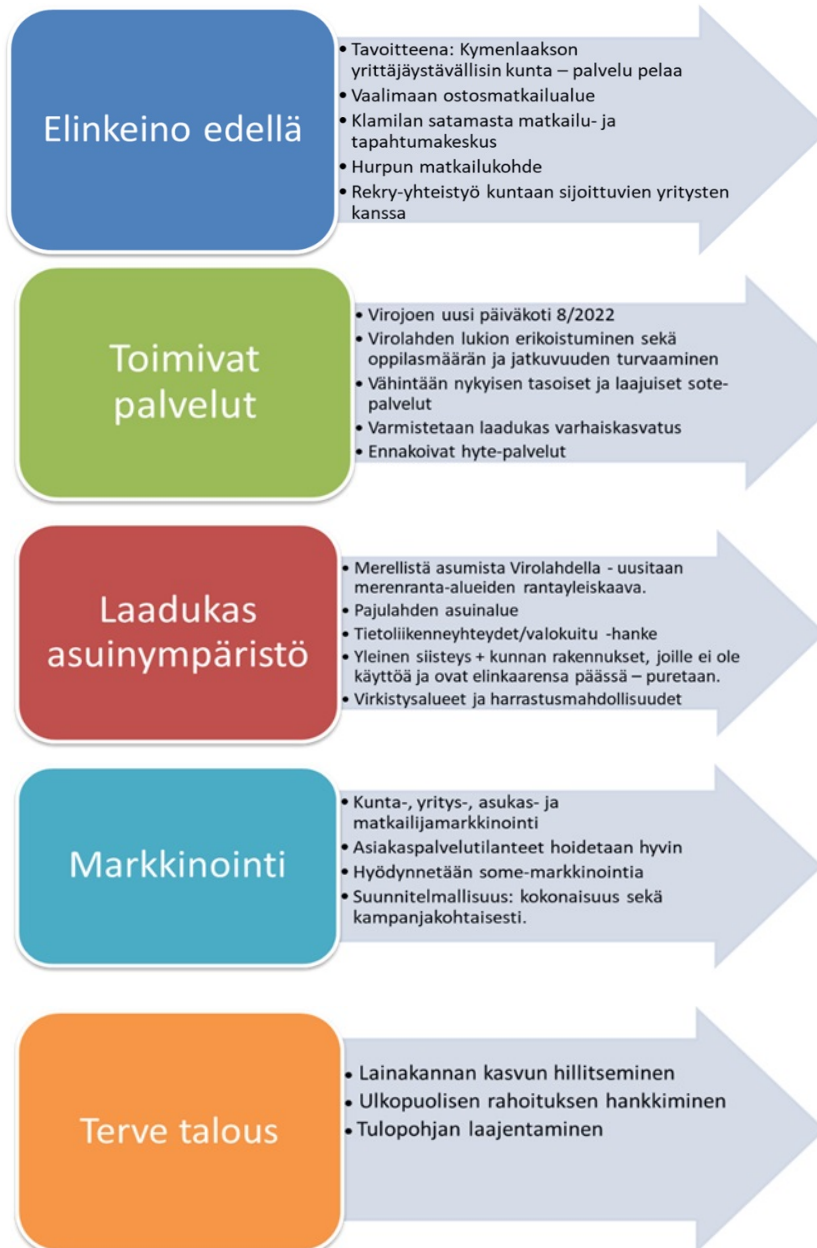 Elinkeino edellä
• Tavoitteena: Kymenlaakson
yrittäjäystävällisin kunta – palvelu pelaa
• Vaalimaan ostosmatkailualue
• Klamilan satamasta matkailu- ja
tapahtumakeskus
• Hurpun matkailukohde
• Rekry-yhteistyö kuntaan sijoittuvien yritysten
kanssa
Toimivat
palvelut
• Virojoen uusi päiväkoti 8/2022
• Virolahden lukion erikoistuminen sekä
oppilasmäärän ja jatkuvuuden turvaaminen
• Vähintään nykyisen tasoiset ja laajuiset sote-
palvelut
• Varmistetaan laadukas varhaiskasvatus
• Ennakoivat hyte-palvelut
Laadukas
asuinympäristö
• Merellistä asumista Virolahdella - uusitaan
merenranta-alueiden rantayleiskaava.
• Pajulahden asuinalue
• Tietoliikenneyhteydet/valokuitu -hanke
• Yleinen siisteys + kunnan rakennukset, joille ei ole
käyttöä ja ovat elinkaarensa päässä – puretaan.
• Virkistysalueet ja harrastusmahdollisuudet
Markkinointi
• Kunta-, yritys-, asukas- ja
matkailijamarkkinointi
• Asiakaspalvelutilanteet hoidetaan hyvin
• Hyödynnetään some-markkinointia
• Suunnitelmallisuus: kokonaisuus sekä
kampanjakohtaisesti.
Terve talous
• Lainakannan kasvun hillitseminen
• Ulkopuolisen rahoituksen hankkiminen
• Tulopohjan laajentaminen